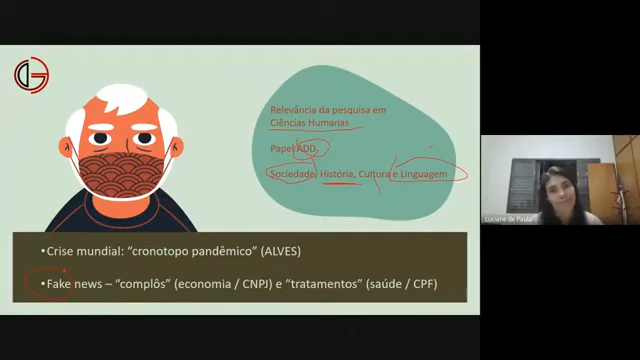 Relevância da pesquisa em
Ciências Humanas
Papel ADD
Sociedade, História, Cultura e Linguagem
•Crise mundial: “cronotopo pandêmico” (ALVES)
•Fake news – “complôs” (economia / CNPJ) e “tratamentos” (saúde / CPF)
Luciane de Paula